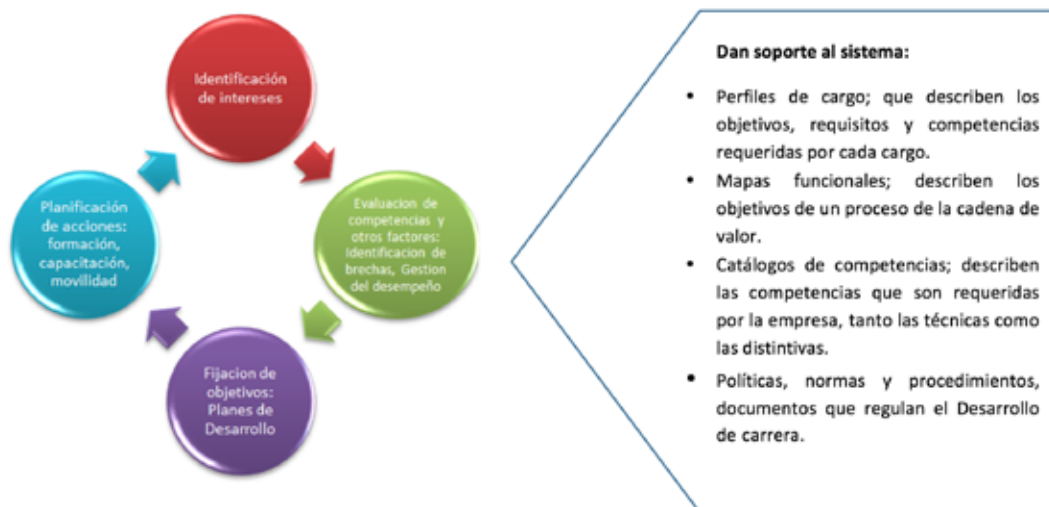 Identificación
de intereses
Evaluacion de
competencias y
otros factores:
Identificacion de
brechas, Gestion
del desempeño
Fijacion de
objetivos:
Planes de
Desarrollo
Planificación
de acciones:
formación,
capacitación,
movilidad
Dan soporte al sistema:
• Perfiles de cargo; que describen los
objetivos, requisitos y competencias
requeridas por cada cargo.
• Mapas funcionales; describen los
objetivos de un proceso de la cadena de
valor.
• Catálogos de competencias; describen
las competencias que son requeridas
por la empresa, tanto las técnicas como
las distintivas.
• Políticas, normas y procedimientos,
documentos que regulan el Desarrollo
de carrera.